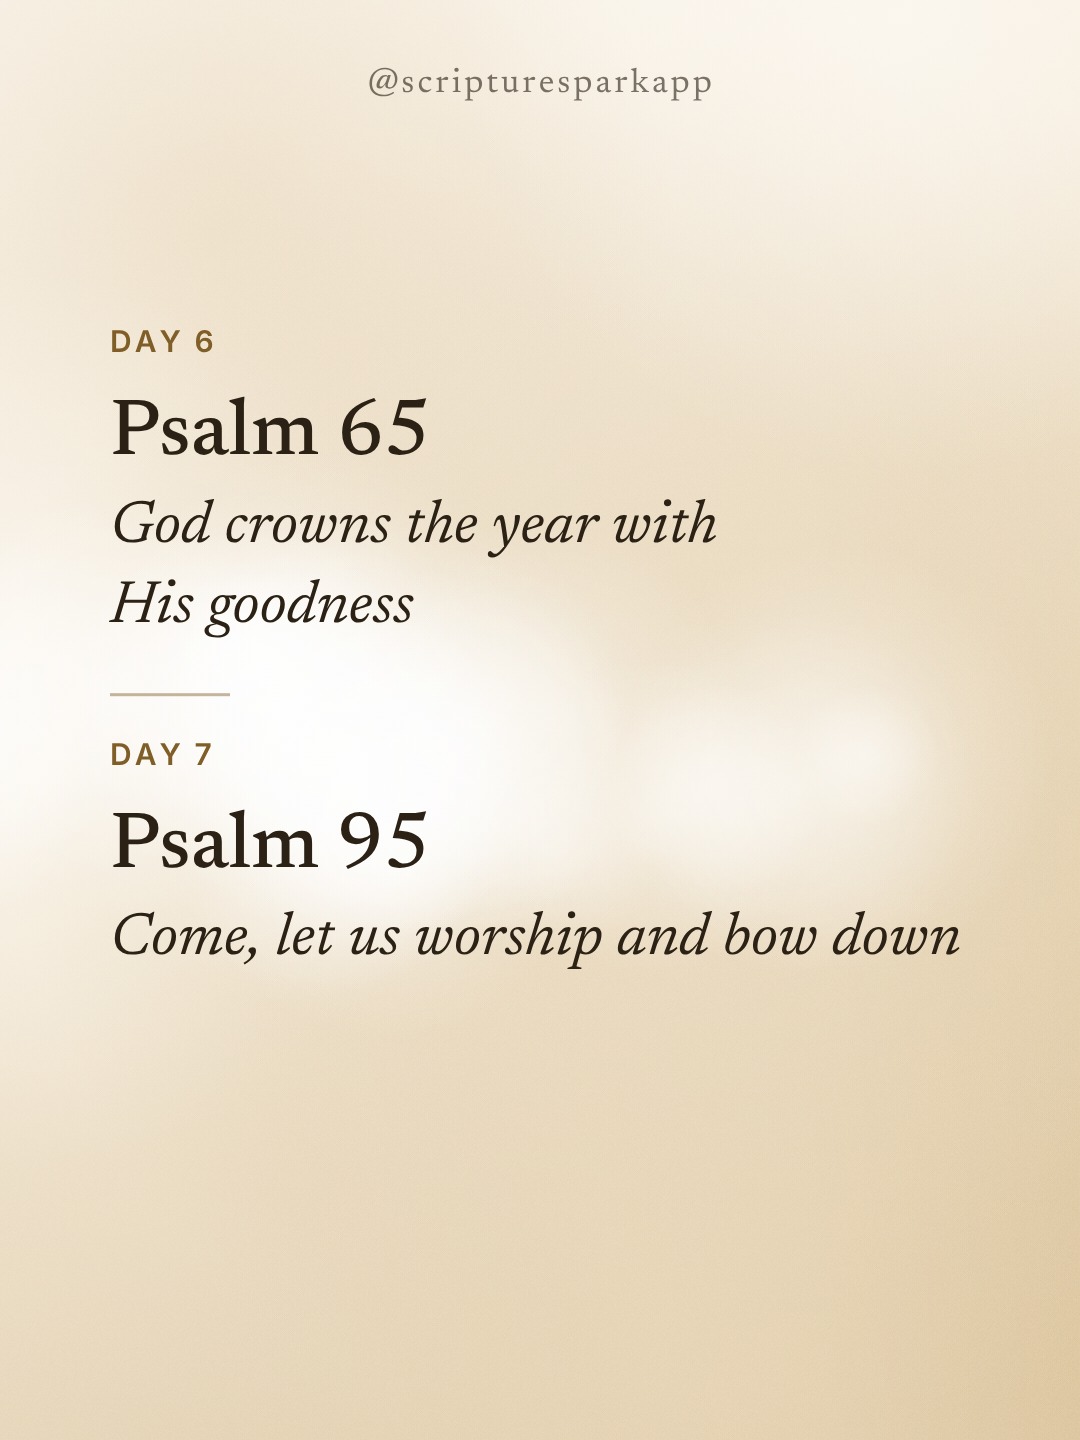 @scripturesparkapp
DAY 6
Psalm 65
God crowns the year with
His goodness
DAY 7
Psalm 95
Come, let us worship and bow down